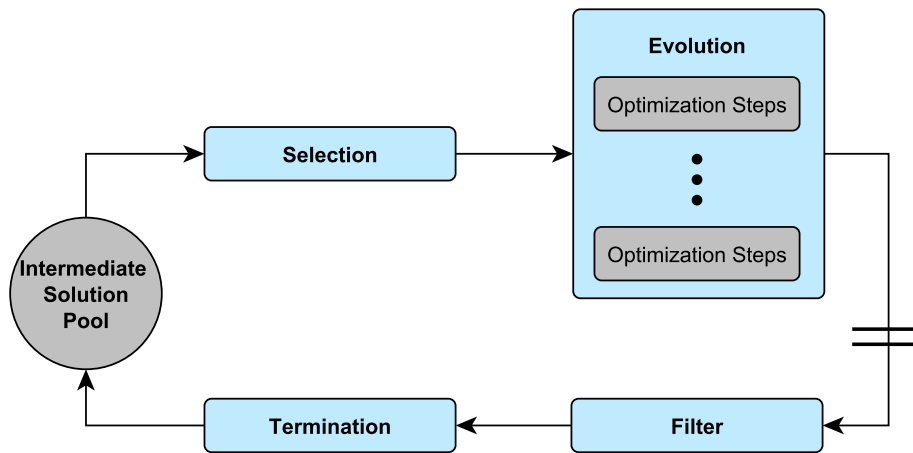 Evolution
Optimization Steps
Selection
Optimization Steps
Intermediate
Solution
Pool
Termination
Filter